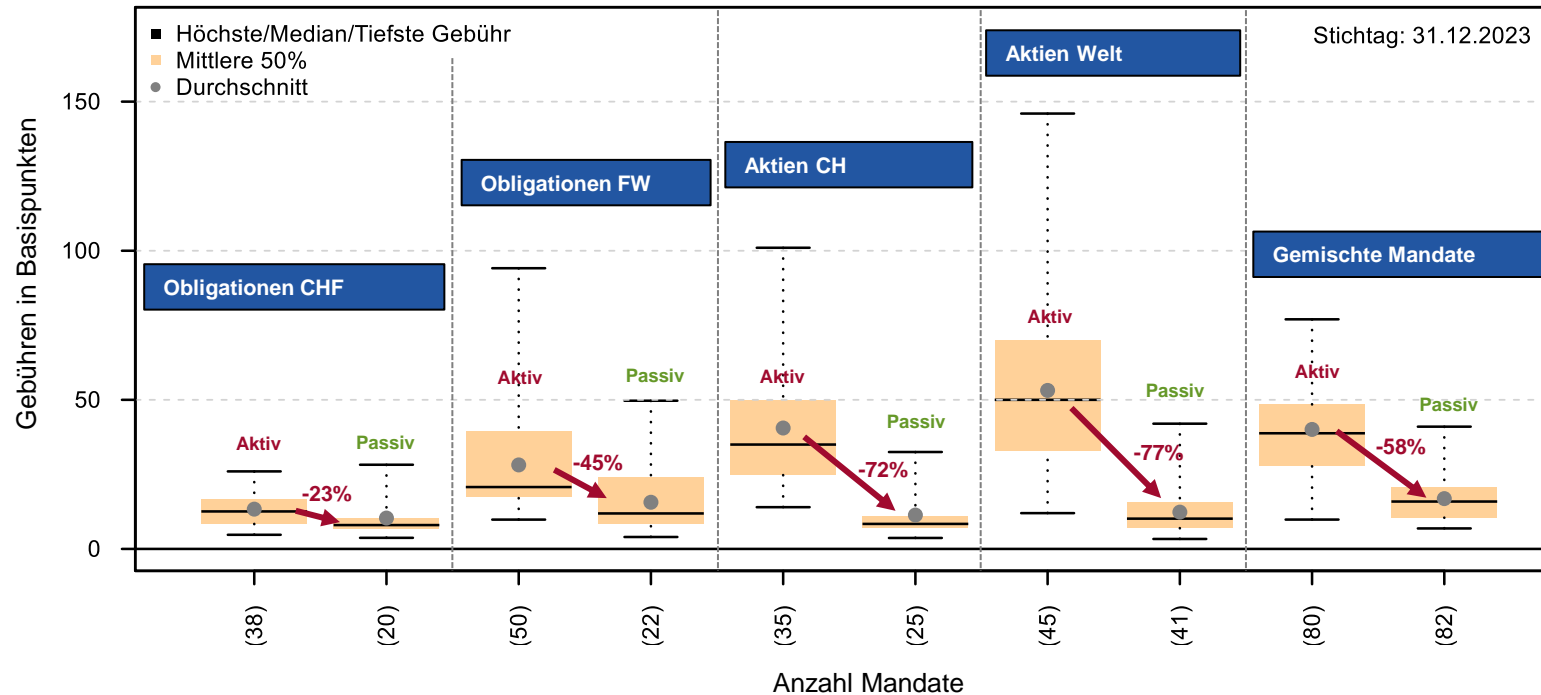 Höchste/Median/Tiefste Gebühr
Mittlere 50%
Durchschnitt
Stichtag: 31.12.2023
Gebühren in Basispunkten
150
100
50
0
Obligationen CHF
Obligationen FW
Aktien CH
Aktien Welt
Gemischte Mandate
Aktiv
-23%
Passiv
Aktiv
-45%
Passiv
Aktiv
-72%
Passiv
Aktiv
-77%
Passiv
Aktiv
-58%
Passiv
(38)
(20)
(50)
(22)
(35)
(25)
(45)
(41)
(80)
(82)
Anzahl Mandate